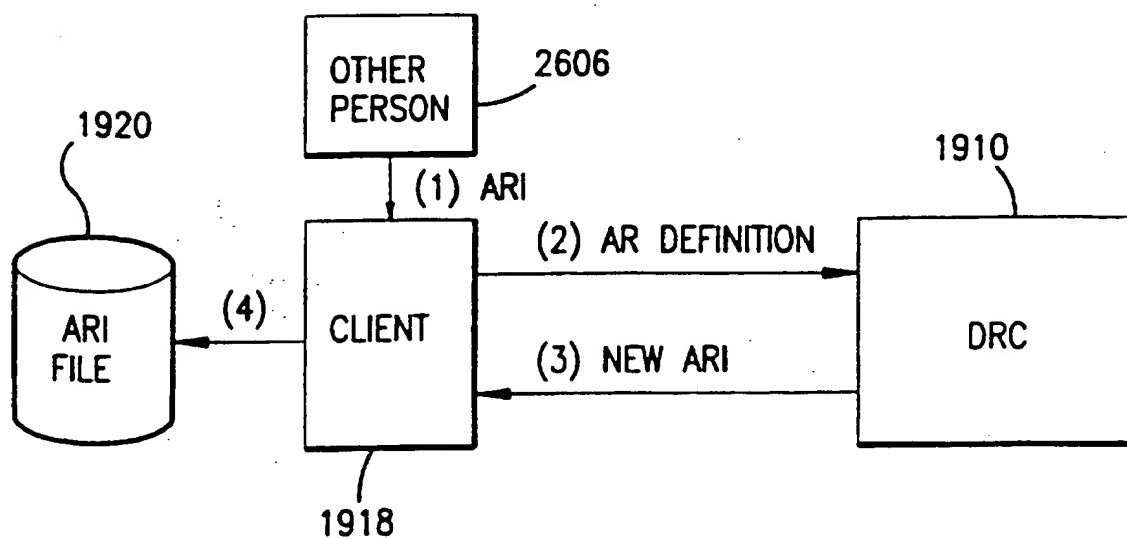 OTHER
PERSON
2606
1920
1910
(1) ARI
(2) AR DEFINITION
(4)
ARI
FILE
CLIENT
DRC
(3) NEW ARI
1918